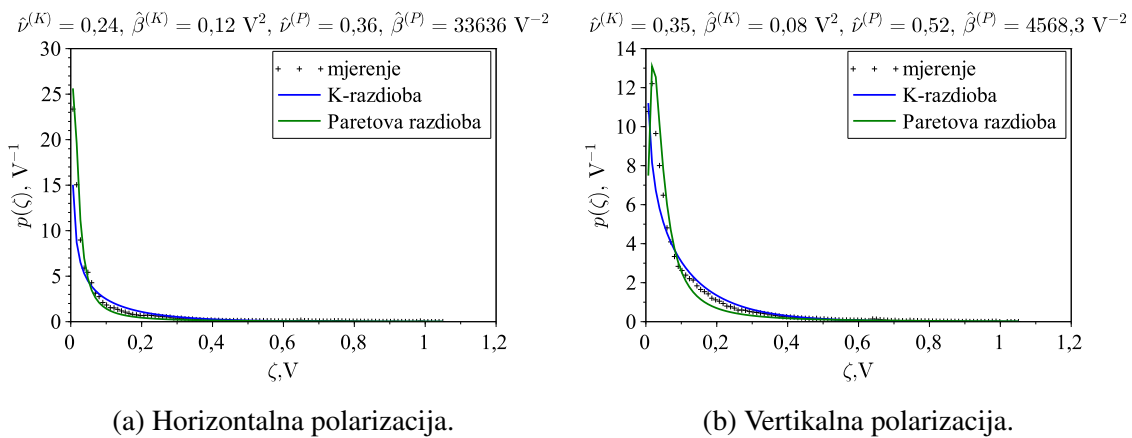 ν̂^(K) = 0,24, β̂^(K) = 0,12 V², ν̂^(P) = 0,36, β̂^(P) = 33636 V⁻²
30
25
20
15
10
5
0
p(ζ), V⁻¹
mjerenje
K-razdioba
Paretova razdioba
0 0,2 0,4 0,6 0,8 1 1,2
ζ,V
(a) Horizontalna polarizacija.
ν̂^(K) = 0,35, β̂^(K) = 0,08 V², ν̂^(P) = 0,52, β̂^(P) = 4568,3 V⁻²
14
12
10
8
6
4
2
0
p(ζ), V⁻¹
mjerenje
K-razdioba
Paretova razdioba
0 0,2 0,4 0,6 0,8 1 1,2
ζ,V
(b) Vertikalna polarizacija.